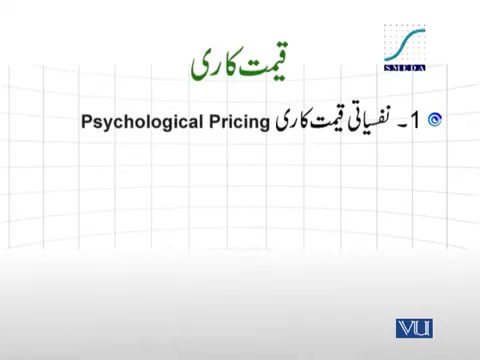 SMEDA
قیمت کاری
1۔ نفسیاتی قیمت کاری Psychological Pricing
VU